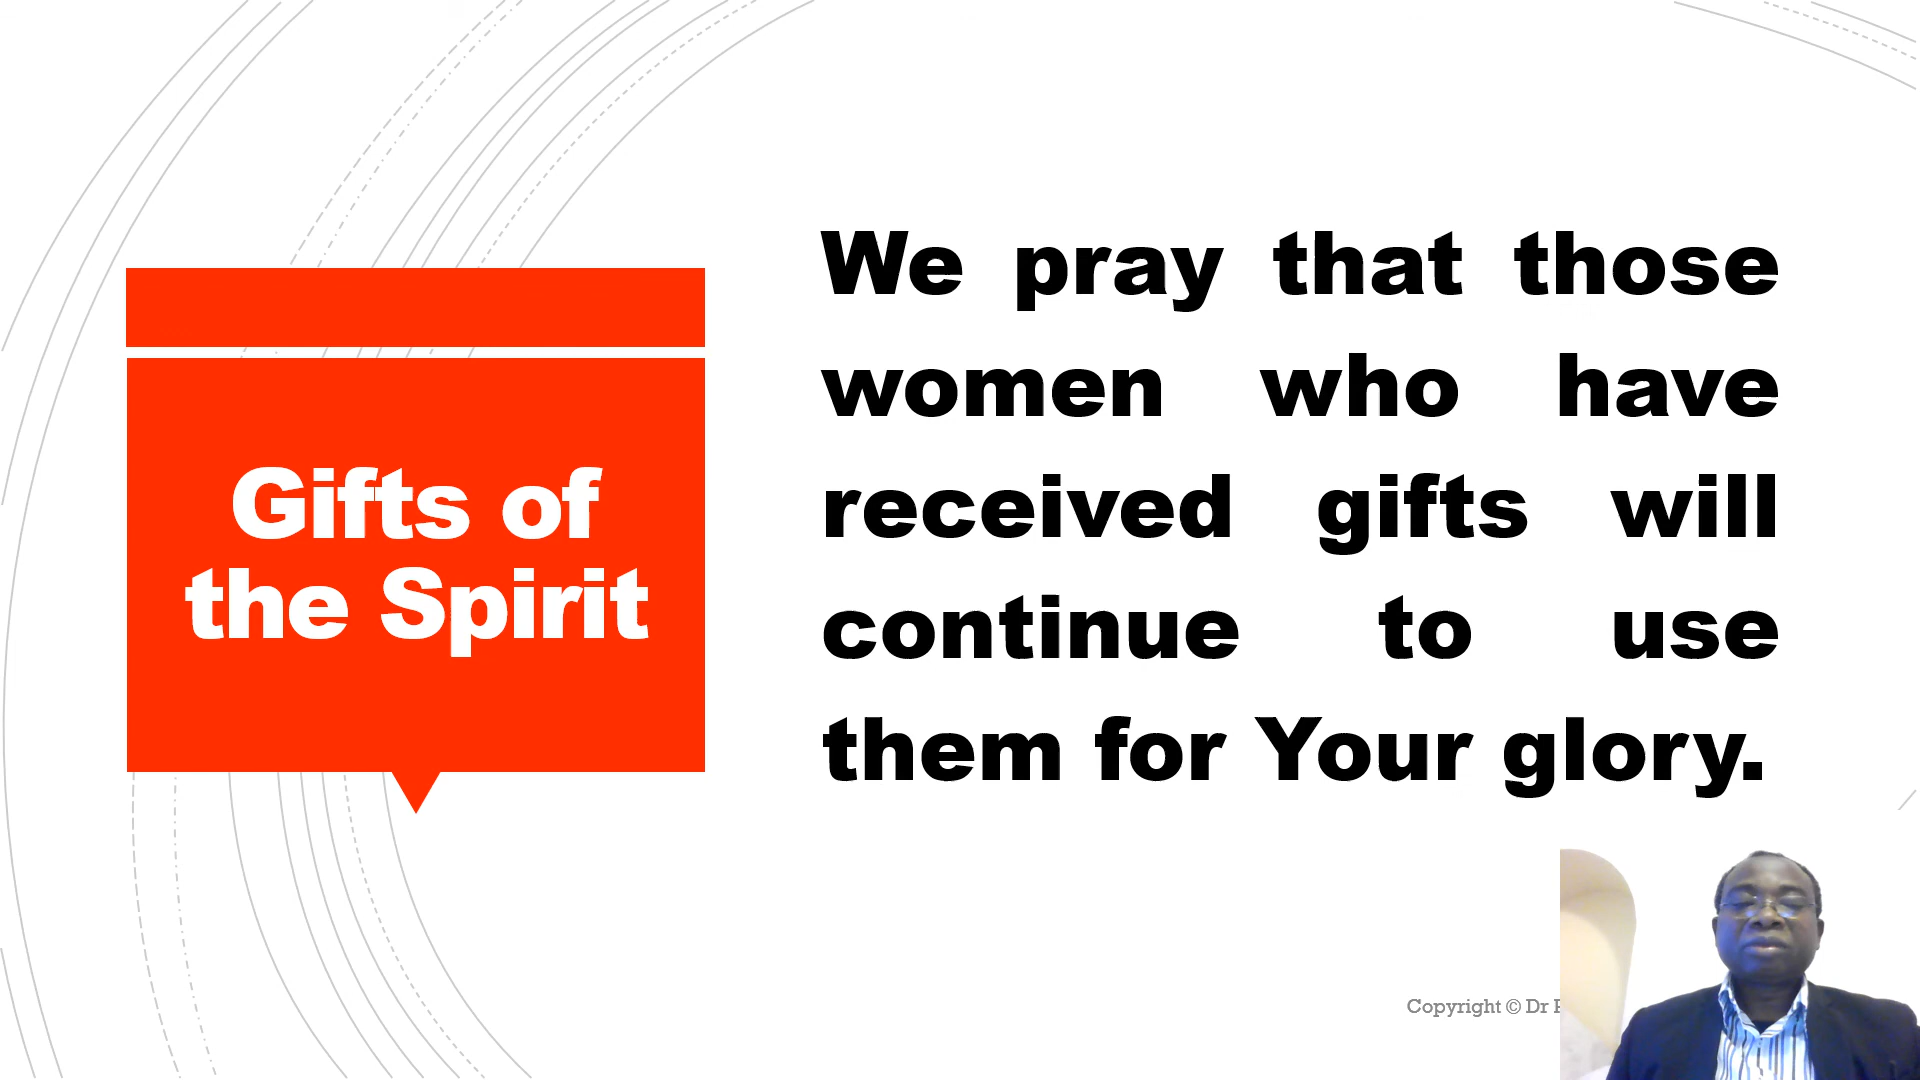 Gifts of
the Spirit
We pray that those
women who have
received gifts will
continue to use
them for Your glory.
Copyright © Dr